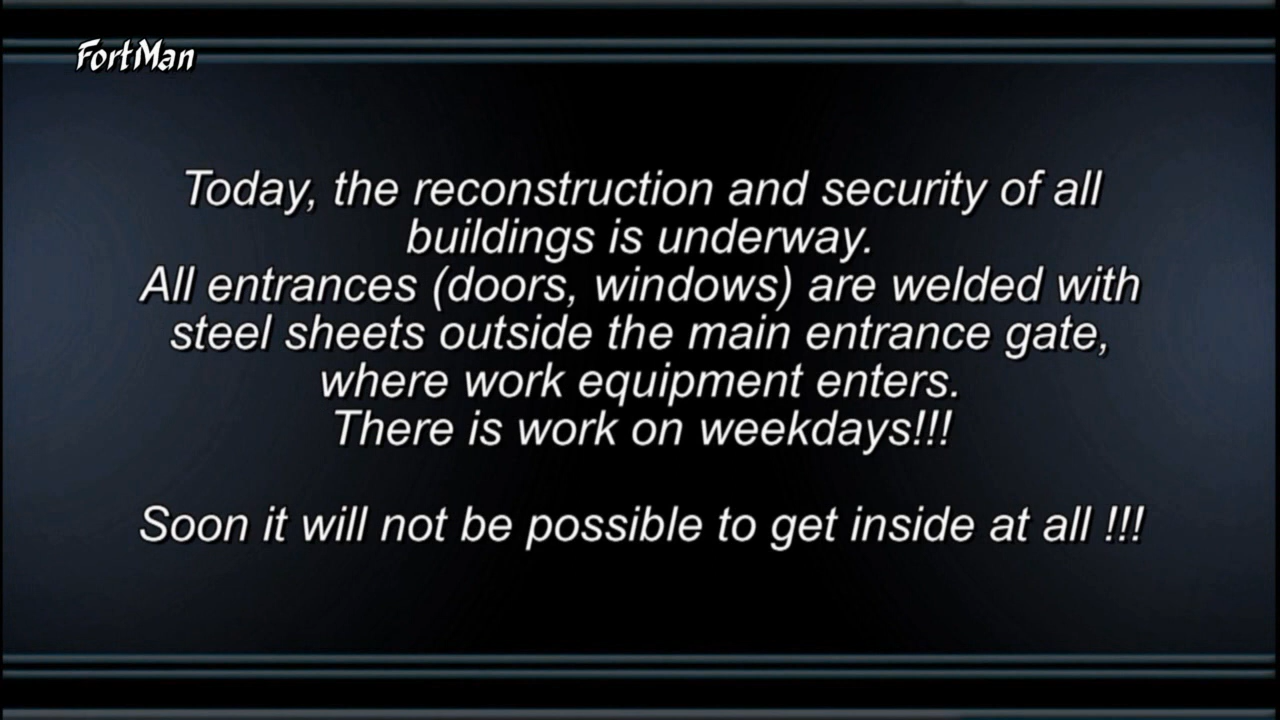 FortMan
Today, the reconstruction and security of all
buildings is underway.
All entrances (doors, windows) are welded with
steel sheets outside the main entrance gate,
where work equipment enters.
There is work on weekdays!!!
Soon it will not be possible to get inside at all !!!